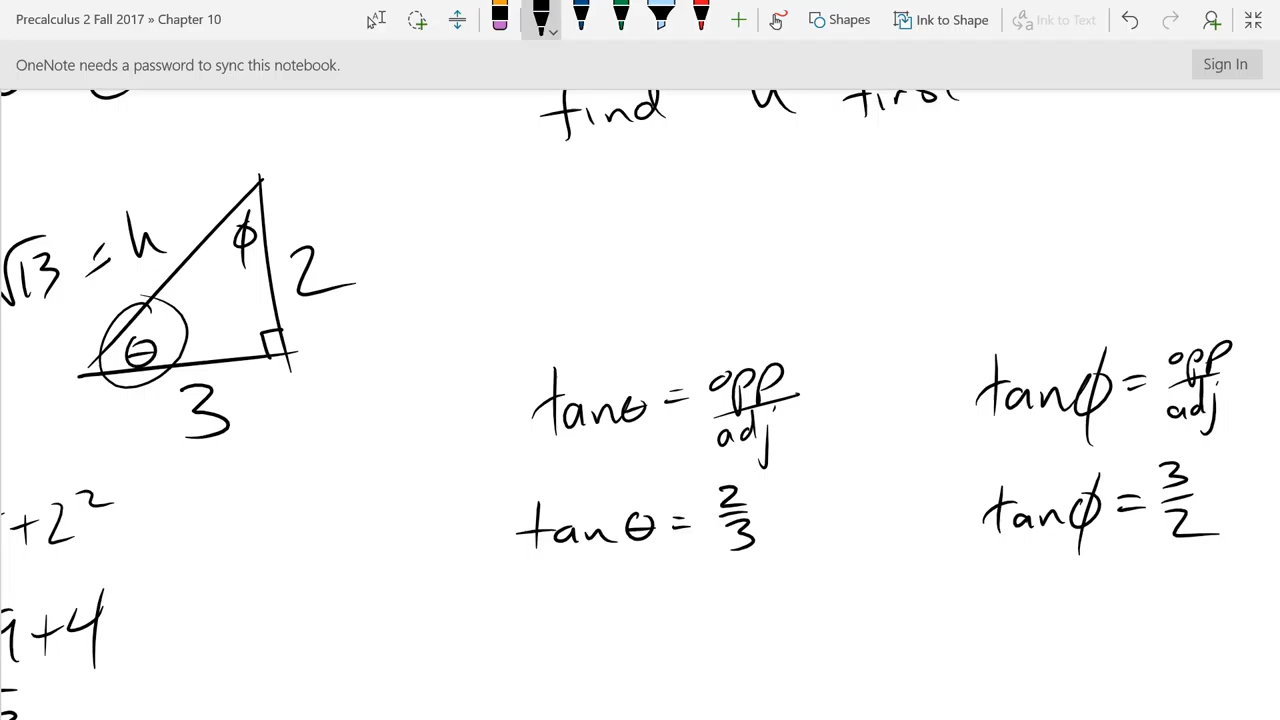 Precalculus 2 Fall 2017 » Chapter 10
Shapes
Ink to Shape
Ink to Text
OneNote needs a password to sync this notebook.
Sign In
find h first
√13 = h
ϕ
2
θ
3
tanθ = opp/adj
tanϕ = opp/adj
+2²
tanθ = 2/3
tanϕ = 3/2
9+4